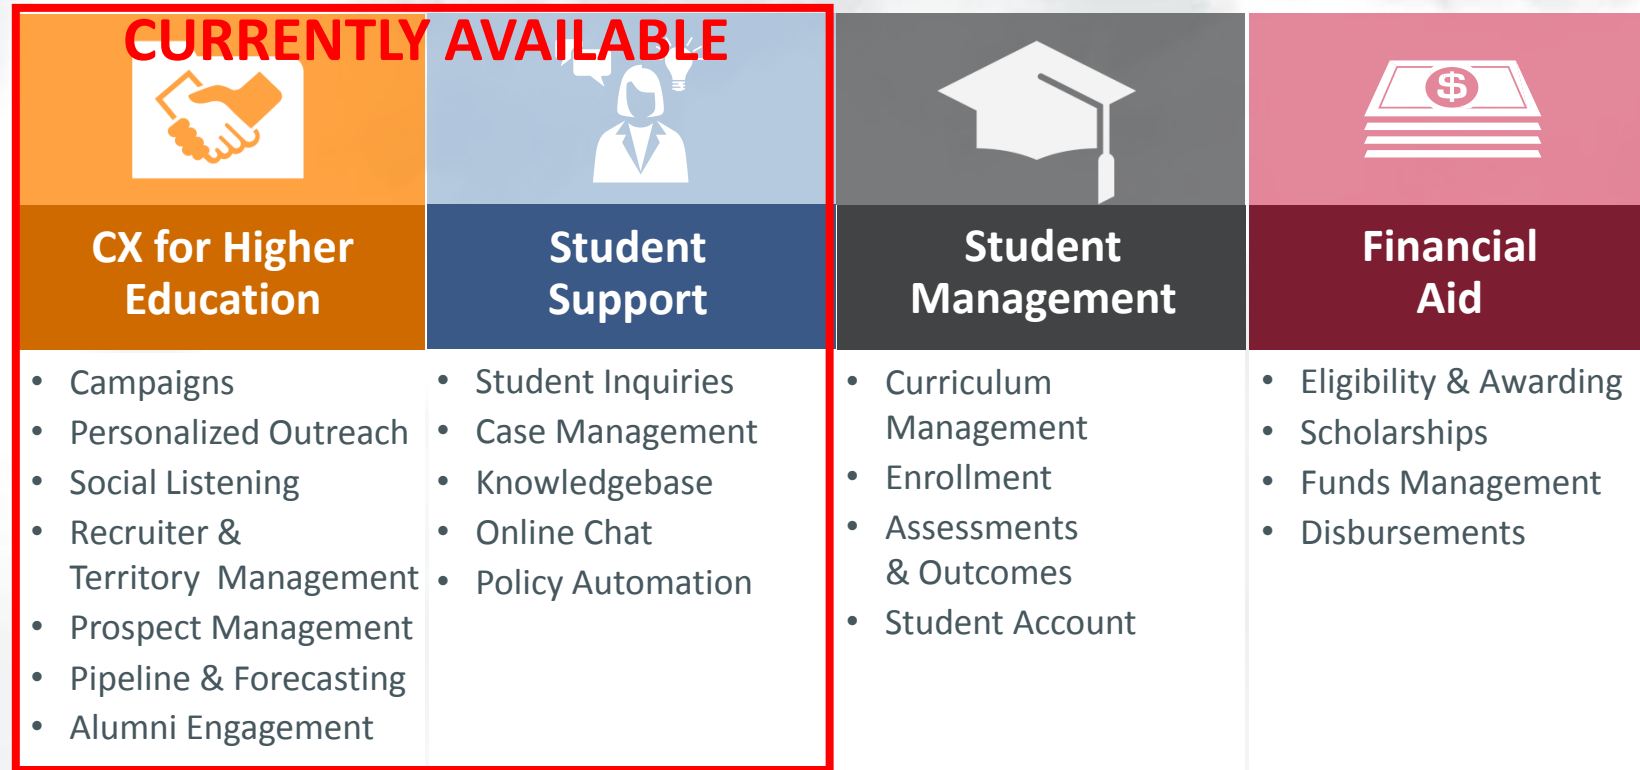 CURRENTLY AVAILABLE
CX for Higher
Education
• Campaigns
• Personalized Outreach
• Social Listening
• Recruiter &
Territory Management
• Prospect Management
• Pipeline & Forecasting
• Alumni Engagement
Student
Support
• Student Inquiries
• Case Management
• Knowledgebase
• Online Chat
• Policy Automation
$
Student
Management
• Curriculum
Management
• Enrollment
• Assessments
& Outcomes
• Student Account
Financial
Aid
• Eligibility & Awarding
• Scholarships
• Funds Management
• Disbursements